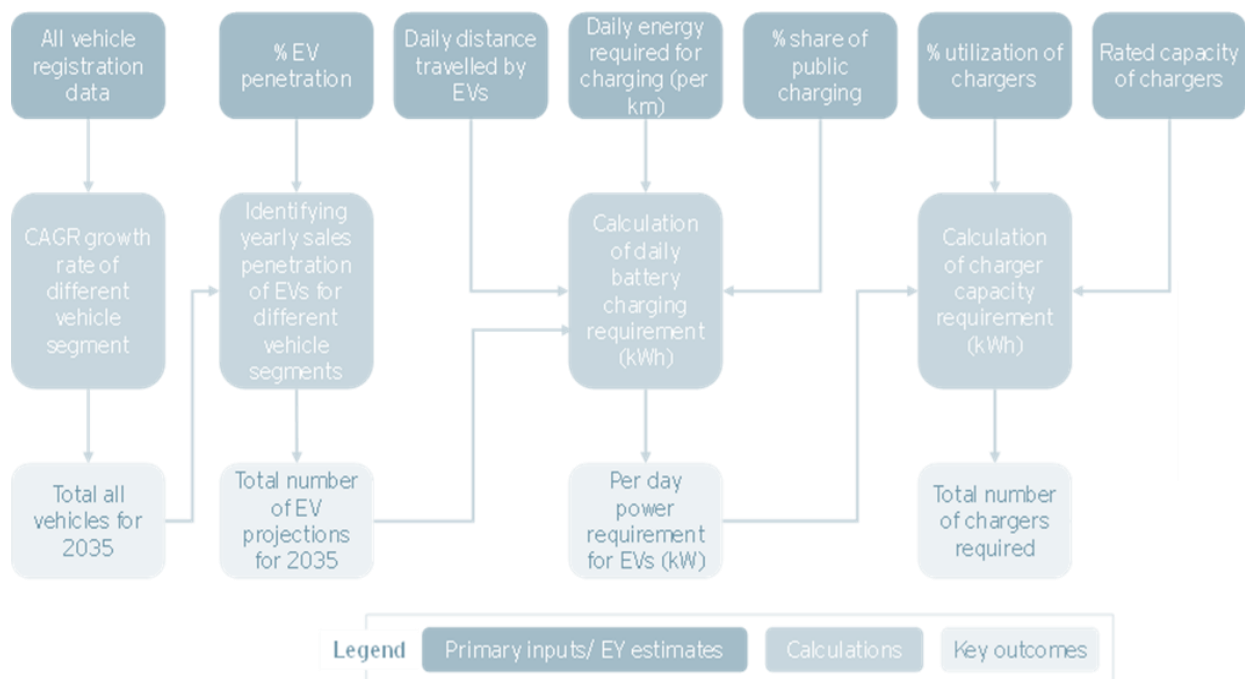 All vehicle
registration
data
% EV
penetration
Daily distance
travelled by
EVs
Daily energy
required for
charging (per
km)
% share of
public
charging
% utilization of
chargers
Rated capacity
of chargers
CAGR growth
rate of
different
vehicle
segment
Identifying
yearly sales
penetration
of EVs for
different
vehicle
segments
Calculation
of daily
battery
charging
requirement
(kWh)
Calculation
of charger
capacity
requirement
(kWh)
Total all
vehicles for
2035
Total number
of EV
projections
for 2035
Per day
power
requirement
for EVs (kW)
Total number
of chargers
required
Legend
Primary inputs/ EY estimates
Calculations
Key outcomes